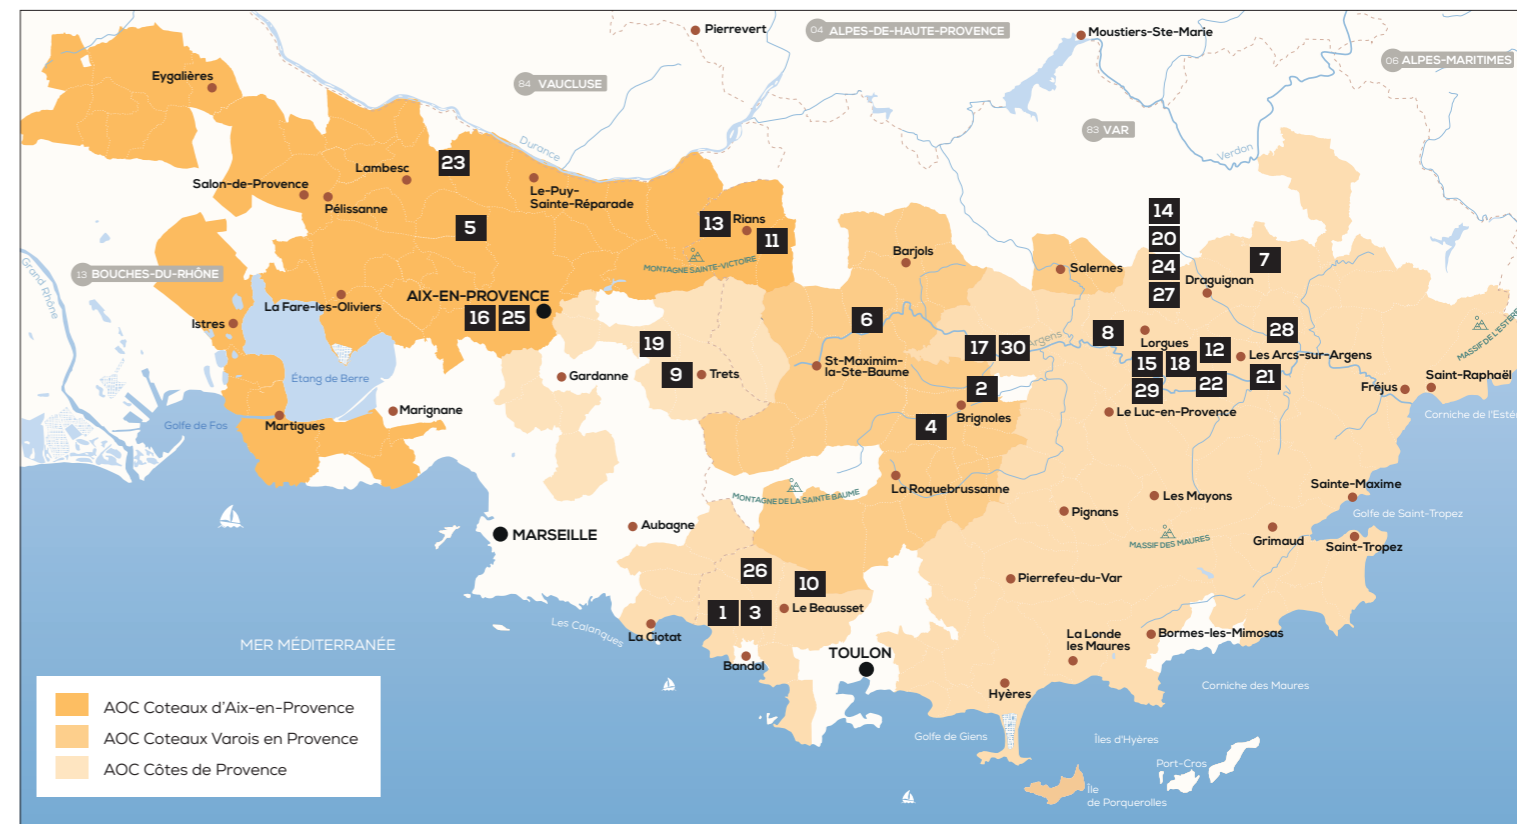 Pierrevert
04 ALPES-DE-HAUTE-PROVENCE
Moustiers-Ste-Marie
06 ALPES-MARITIMES
Eygalières
84 VAUCLUSE
83 VAR
Durance
Verdon
Lambesc
23
Le-Puy-
Sainte-Réparade
Salon-de-Provence
Pélissanne
5
13
Rians
11
MONTAGNE SAINTE-VICTOIRE
14
20
24
27
Barjols
Salernes
7
Draguignan
Grand Rhône
13 BOUCHES-DU-RHÔNE
La Fare-les-Oliviers
AIX-EN-PROVENCE
16
25
Istres
6
19
9
Trets
Gardanne
St-Maximim-
la-Ste-Baume
17
30
Argens
8
Lorgues
28
12
Les Arcs-sur-Argens
15
18
29
22
21
MASSIF DE L'ESTÉRE
Saint-Raphaël
Fréjus
Corniche de l'Estér
Étang de Berre
Marignane
Golfe de Fos
Martigues
2
Brignoles
4
Le Luc-en-Provence
La Roquebrussanne
MONTAGNE DE LA SAINTE BAUME
Les Mayons
Pignans
Sainte-Maxime
Golfe de Saint-Tropez
MASSIF DES MAURES
Grimaud
Saint-Tropez
MARSEILLE
Aubagne
26
10
Pierrefeu-du-Var
1
3
Le Beausset
La Ciotat
Les Calanques
Bandol
TOULON
La Londe
les Maures
Bormes-les-Mimosas
Hyères
Corniche des Maures
MER MÉDITERRANÉE
Golfe de Giens
Îles d'Hyères
Port-Cros
Île
de Porquerolles
AOC Coteaux d'Aix-en-Provence
AOC Coteaux Varois en Provence
AOC Côtes de Provence